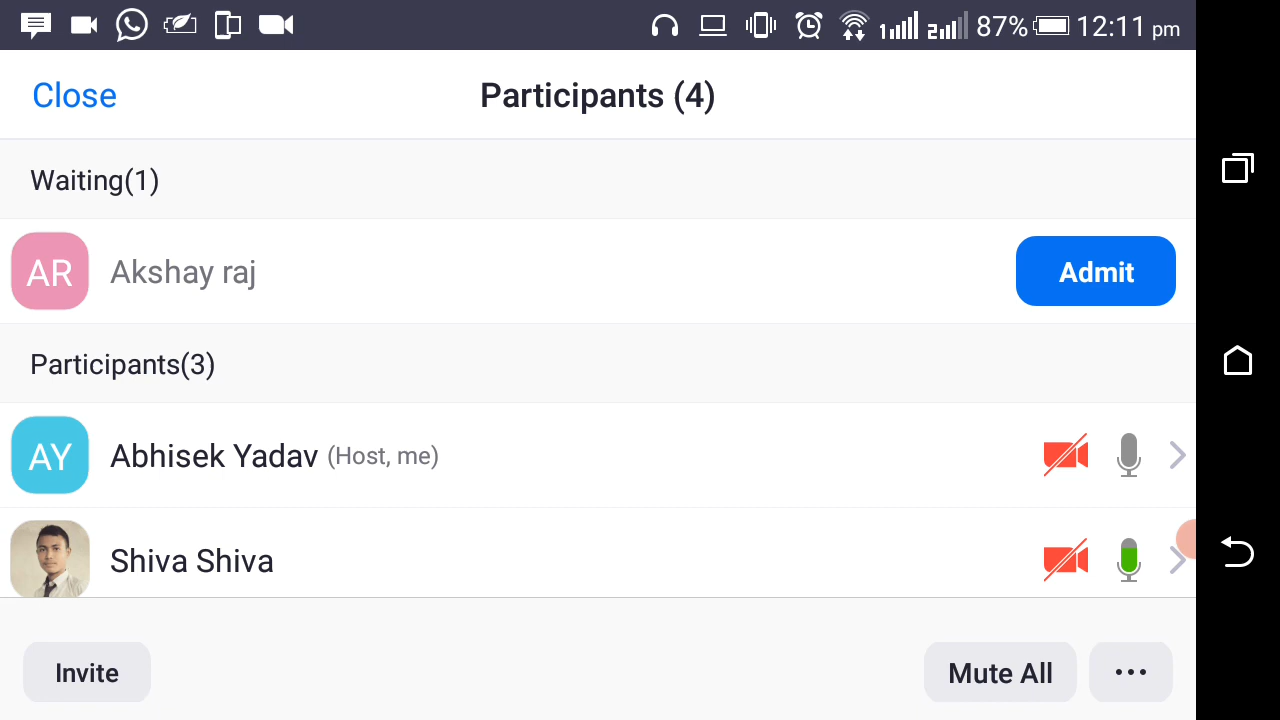 87% 12:11 pm
Close Participants (4)
Waiting(1)
AR Akshay raj Admit
Participants(3)
AY Abhisek Yadav (Host, me)
Shiva Shiva
Invite Mute All ...